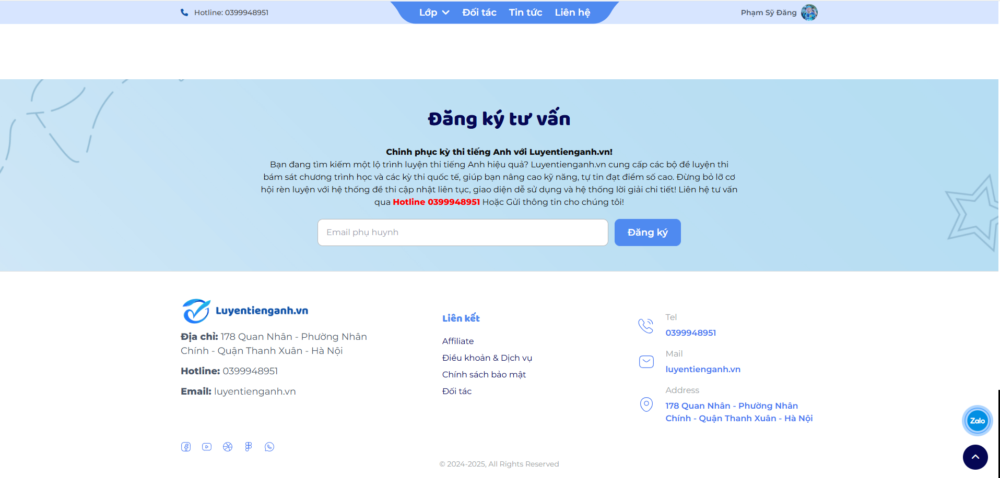 Hotline: 0399948951
Lớp Đối tác Tin tức Liên hệ
Phạm Sỹ Đăng
Đăng ký tư vấn
Chinh phục kỳ thi tiếng Anh với Luyentienganh.vn!
Bạn đang tìm kiếm một lộ trình luyện thi tiếng Anh hiệu quả? Luyentienganh.vn cung cấp các bộ đề luyện thi
bám sát chương trình học và các kỳ thi quốc tế, giúp bạn nâng cao kỹ năng, tự tin đạt điểm số cao. Đừng bỏ lỡ cơ
hội rèn luyện với hệ thống đề thi cập nhật liên tục, giao diện dễ sử dụng và hệ thống lời giải chi tiết! Liên hệ tư vấn
qua Hotline 0399948951 Hoặc Gửi thông tin cho chúng tôi!
Email phụ huynh
Đăng ký
Luyentienganh.vn
Địa chỉ: 178 Quan Nhân - Phường Nhân
Chính - Quận Thanh Xuân - Hà Nội
Hotline: 0399948951
Email: luyentienganh.vn
Liên kết
Affiliate
Điều khoản & Dịch vụ
Chính sách bảo mật
Đối tác
Tel
0399948951
Mail
luyentienganh.vn
Address
178 Quan Nhân - Phường Nhân
Chính - Quận Thanh Xuân - Hà Nội
Zalo
© 2024-2025, All Rights Reserved